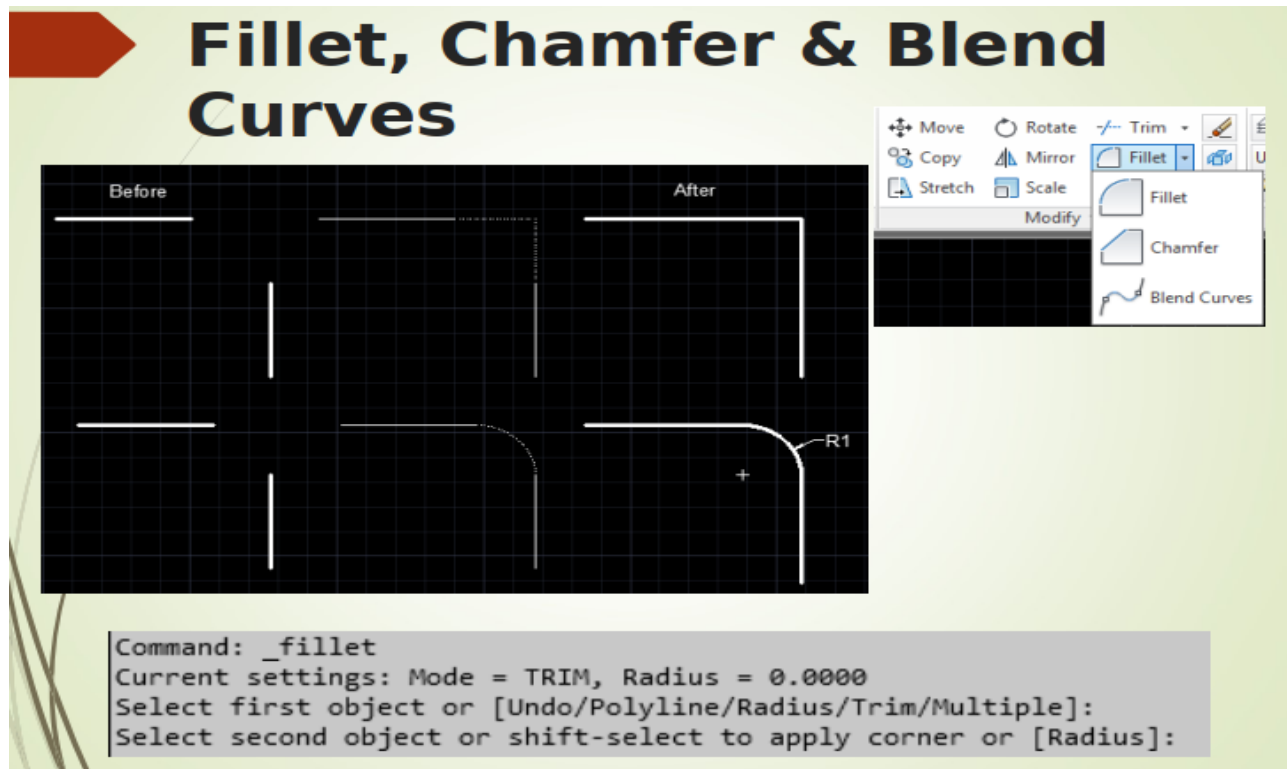 Fillet, Chamfer & Blend
Curves
Move Rotate Trim
Copy Mirror Fillet
Stretch Scale
Modify
Fillet
Chamfer
Blend Curves
Before After
R1
Command: _fillet
Current settings: Mode = TRIM, Radius = 0.0000
Select first object or [Undo/Polyline/Radius/Trim/Multiple]:
Select second object or shift-select to apply corner or [Radius]: